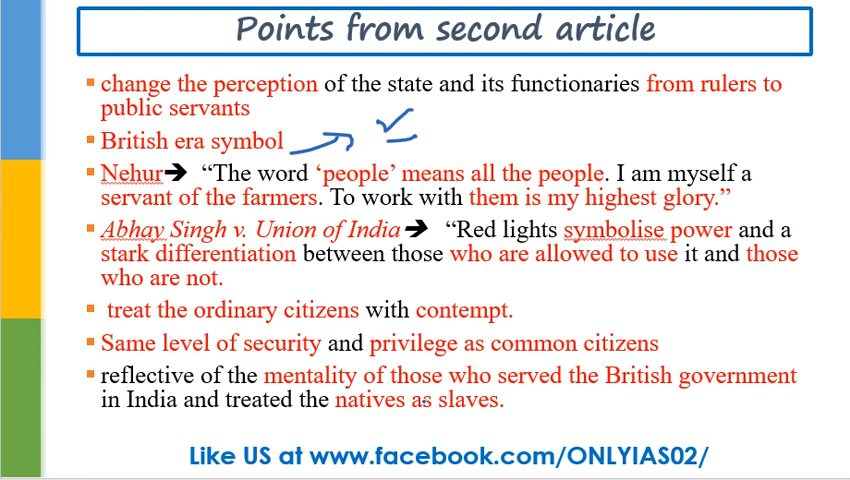 Points from second article
change the perception of the state and its functionaries from rulers to
public servants
British era symbol
Nehur➔ “The word ‘people’ means all the people. I am myself a
servant of the farmers. To work with them is my highest glory.”
Abhay Singh v. Union of India➔ “Red lights symbolise power and a
stark differentiation between those who are allowed to use it and those
who are not.
treat the ordinary citizens with contempt.
Same level of security and privilege as common citizens
reflective of the mentality of those who served the British government
in India and treated the natives as slaves.
Like US at www.facebook.com/ONLYIAS02/